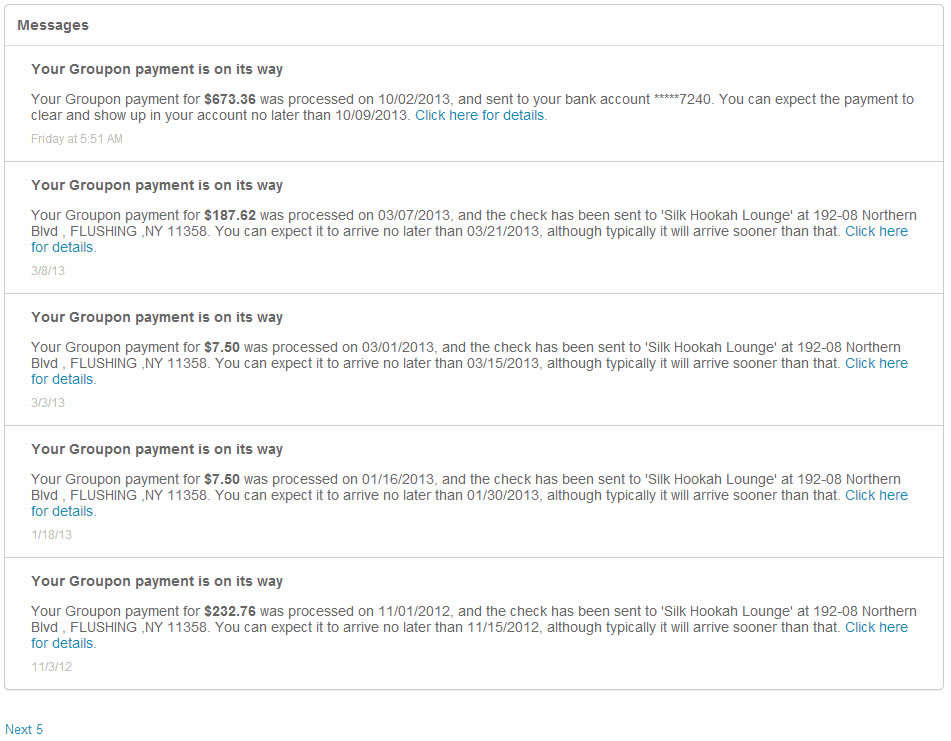 Messages
Your Groupon payment is on its way
Your Groupon payment for $673.36 was processed on 10/02/2013, and sent to your bank account *****7240. You can expect the payment to
clear and show up in your account no later than 10/09/2013. Click here for details.
Friday at 5:51 AM
Your Groupon payment is on its way
Your Groupon payment for $187.62 was processed on 03/07/2013, and the check has been sent to 'Silk Hookah Lounge' at 192-08 Northern
Blvd , FLUSHING ,NY 11358. You can expect it to arrive no later than 03/21/2013, although typically it will arrive sooner than that. Click here
for details.
3/8/13
Your Groupon payment is on its way
Your Groupon payment for $7.50 was processed on 03/01/2013, and the check has been sent to 'Silk Hookah Lounge' at 192-08 Northern
Blvd , FLUSHING ,NY 11358. You can expect it to arrive no later than 03/15/2013, although typically it will arrive sooner than that. Click here
for details.
3/3/13
Your Groupon payment is on its way
Your Groupon payment for $7.50 was processed on 01/16/2013, and the check has been sent to 'Silk Hookah Lounge' at 192-08 Northern
Blvd , FLUSHING ,NY 11358. You can expect it to arrive no later than 01/30/2013, although typically it will arrive sooner than that. Click here
for details.
1/18/13
Your Groupon payment is on its way
Your Groupon payment for $232.76 was processed on 11/01/2012, and the check has been sent to 'Silk Hookah Lounge' at 192-08 Northern
Blvd , FLUSHING ,NY 11358. You can expect it to arrive no later than 11/15/2012, although typically it will arrive sooner than that. Click here
for details.
11/3/12
Next 5